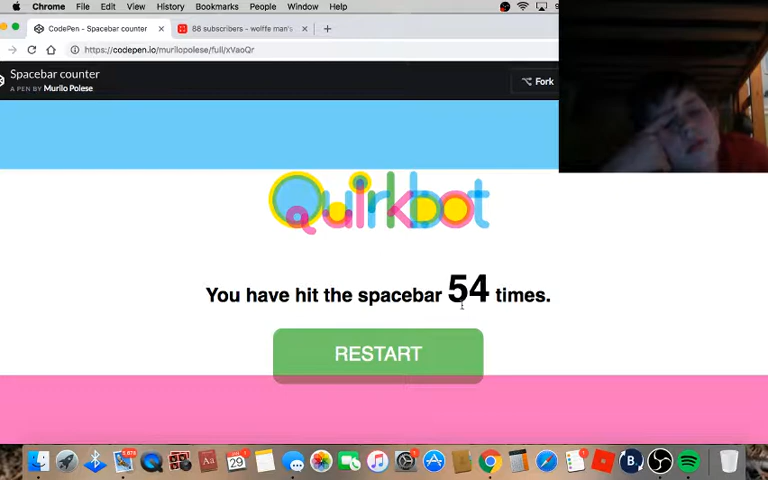 Chrome File Edit View History Bookmarks People Window Help
CodePen - Spacebar counter
88 subscribers - wolffe man's
https://codepen.io/murilopolese/full/xVaoQr
Spacebar counter
A PEN BY Murilo Polese
Fork
Quirkbot
You have hit the spacebar 54 times.
RESTART
Aa
29
B